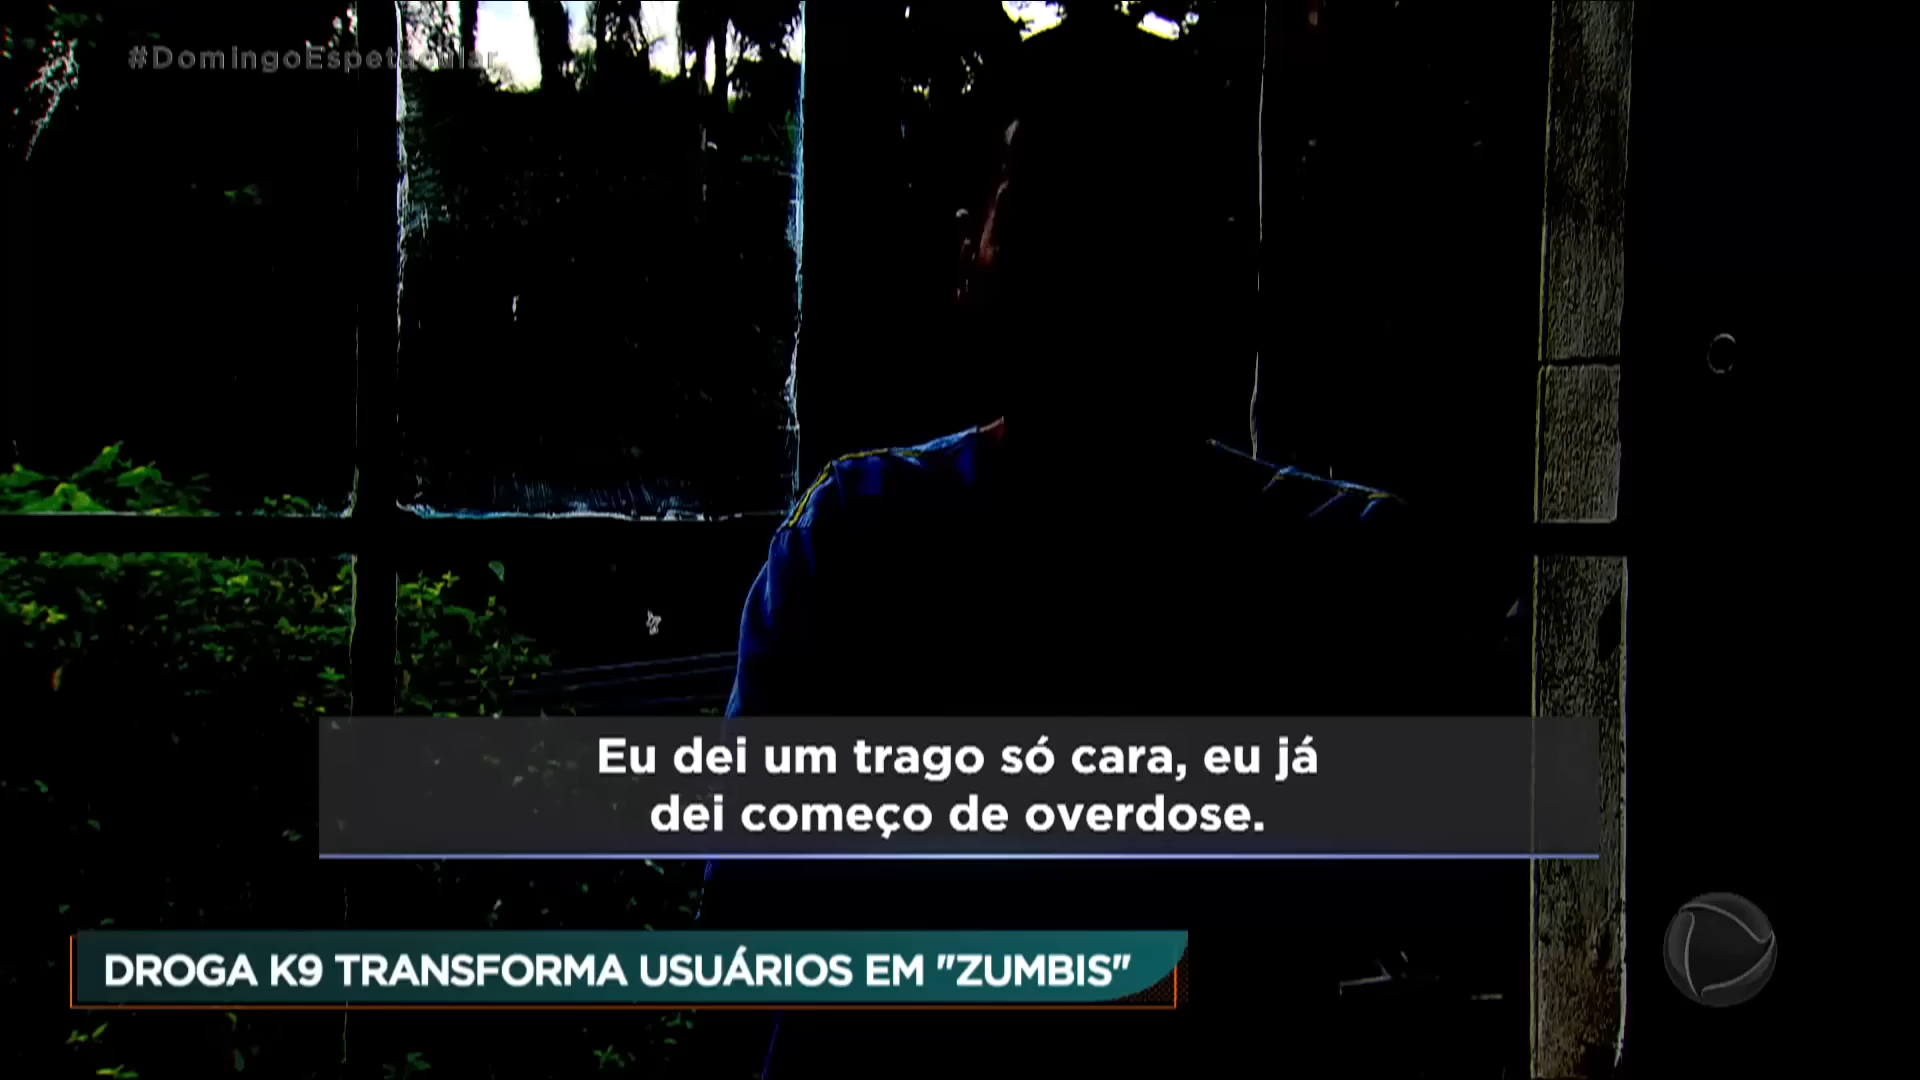 #DomingoEspetacular
Eu dei um trago só cara, eu já
dei começo de overdose.
DROGA K9 TRANSFORMA USUÁRIOS EM "ZUMBIS"